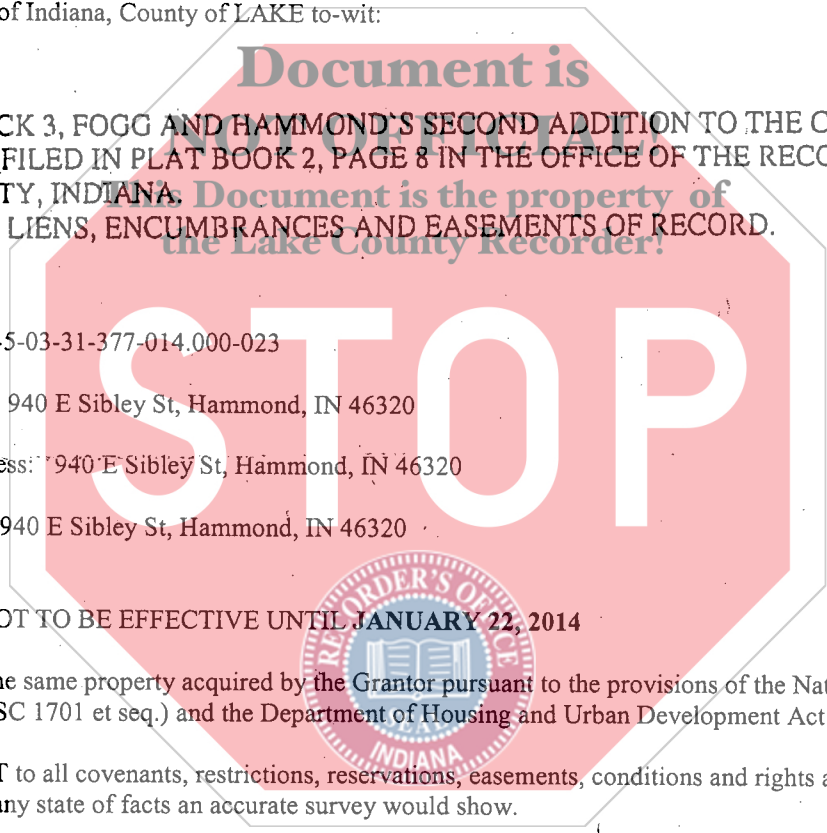 of Indiana, County of LAKE to-wit:
Document is
NOT OFFICIAL!
CK 3, FOGG AND HAMMOND'S SECOND ADDITION TO THE C
FILED IN PLAT BOOK 2, PAGE 8 IN THE OFFICE OF THE RECO
TY, INDIANA.
This Document is the property of
the Lake County Recorder!
LIENS, ENCUMBRANCES AND EASEMENTS OF RECORD.
STOP
5-03-31-377-014.000-023
940 E Sibley St, Hammond, IN 46320
ess: 940 E Sibley St, Hammond, IN 46320
940 E Sibley St, Hammond, IN 46320
OT TO BE EFFECTIVE UNTIL JANUARY 22, 2014
RECORDER'S OFFICE
SEAL
INDIANA
he same property acquired by the Grantor pursuant to the provisions of the Nat
SC 1701 et seq.) and the Department of Housing and Urban Development Act
T to all covenants, restrictions, reservations, easements, conditions and rights a
any state of facts an accurate survey would show.